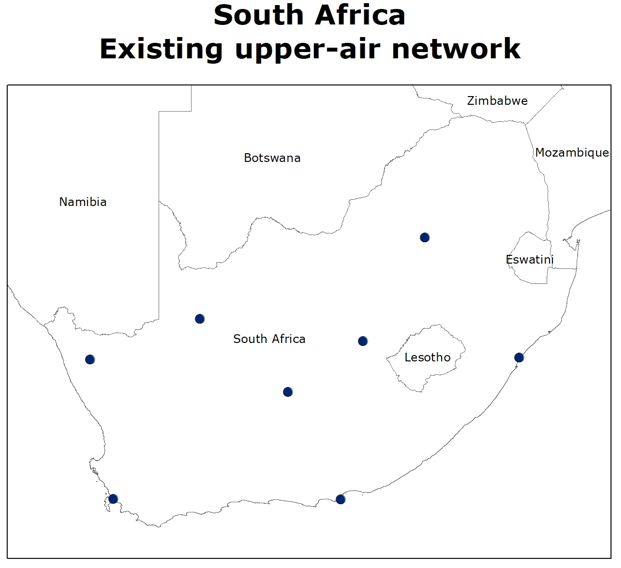 South Africa
Existing upper-air network
Zimbabwe
Mozambique
Botswana
Namibia
Eswatini
South Africa
Lesotho